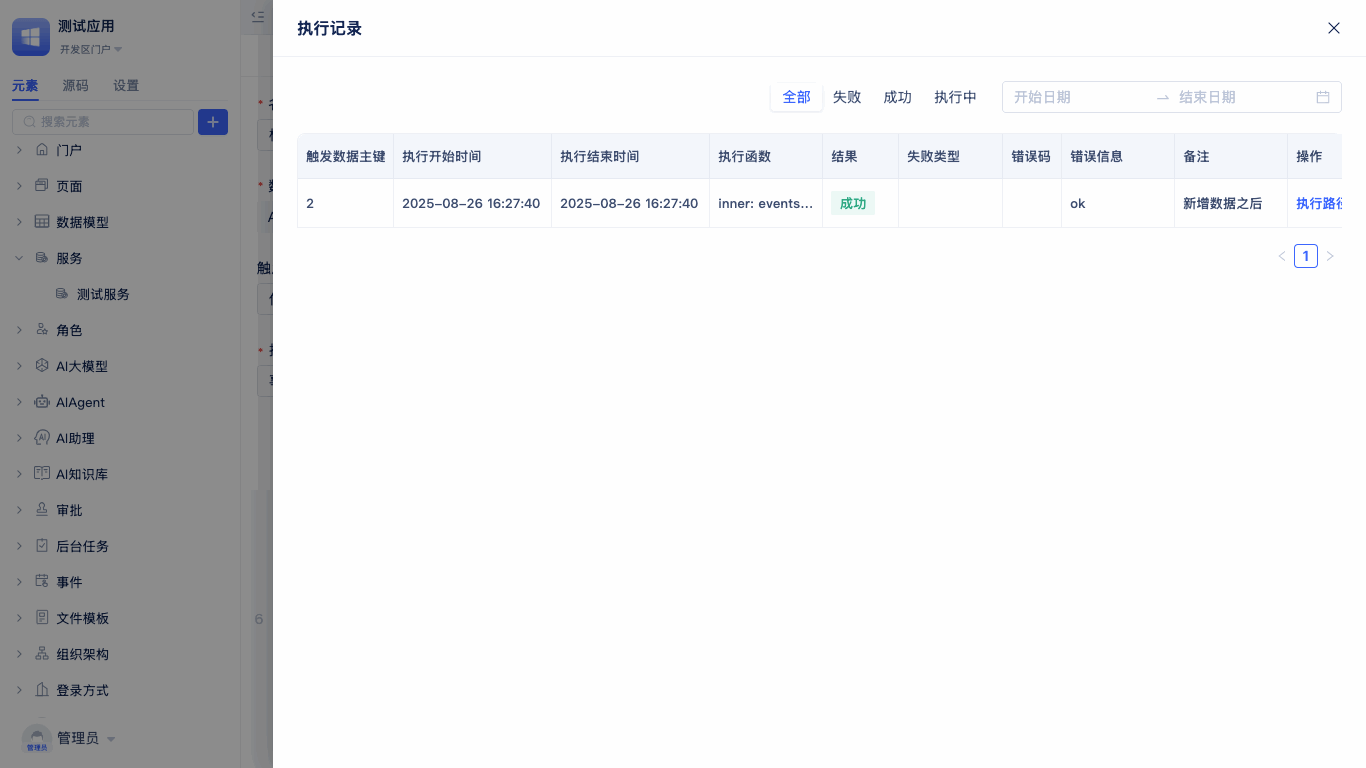 测试应用
开发区门户
元素 源码 设置
搜索元素
门户
页面
数据模型
服务
测试服务
角色
AI大模型
AIAgent
AI助理
AI知识库
审批
后台任务
事件
文件模板
组织架构
登录方式
管理员
管理员
6
执行记录
全部 失败 成功 执行中 开始日期 结束日期
触发数据主键 执行开始时间 执行结束时间 执行函数 结果 失败类型 错误码 错误信息 备注 操作
2 2025-08-26 16:27:40 2025-08-26 16:27:40 inner: events... 成功 ok 新增数据之后 执行路径
1